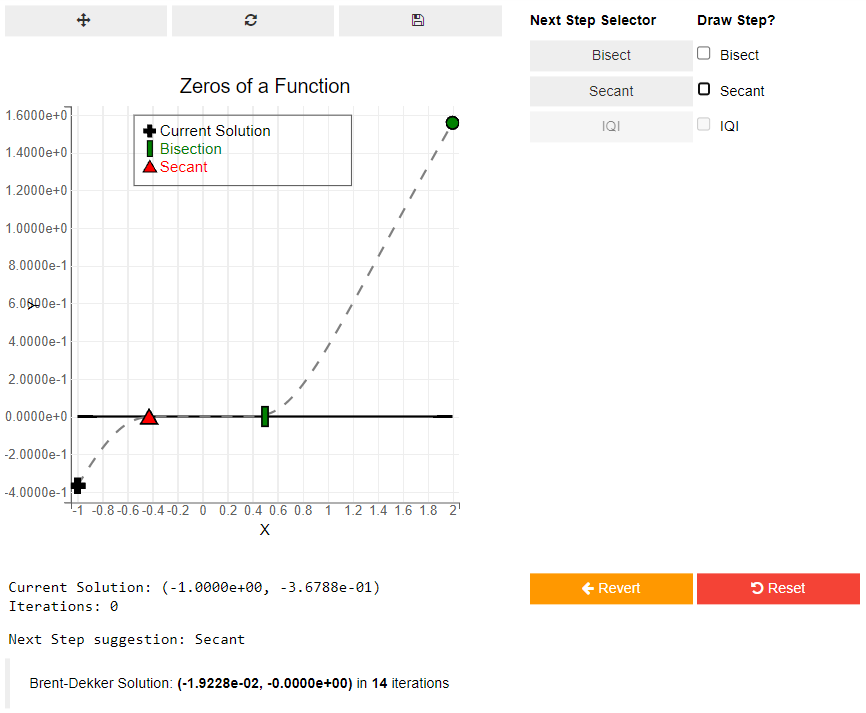 Next Step Selector Draw Step?
Bisect Bisect
Secant Secant
IQI IQI
Zeros of a Function
Current Solution
Bisection
Secant
1.6000e+0
1.4000e+0
1.2000e+0
1.0000e+0
8.0000e-1
6.0000e-1
Y
4.0000e-1
2.0000e-1
0.0000e+0
-2.0000e-1
-4.0000e-1
-1 -0.8 -0.6 -0.4 -0.2 0 0.2 0.4 0.6 0.8 1 1.2 1.4 1.6 1.8 2
X
Current Solution: (-1.0000e+00, -3.6788e-01)
Iterations: 0
Next Step suggestion: Secant
Revert Reset
Brent-Dekker Solution: (-1.9228e-02, -0.0000e+00) in 14 iterations